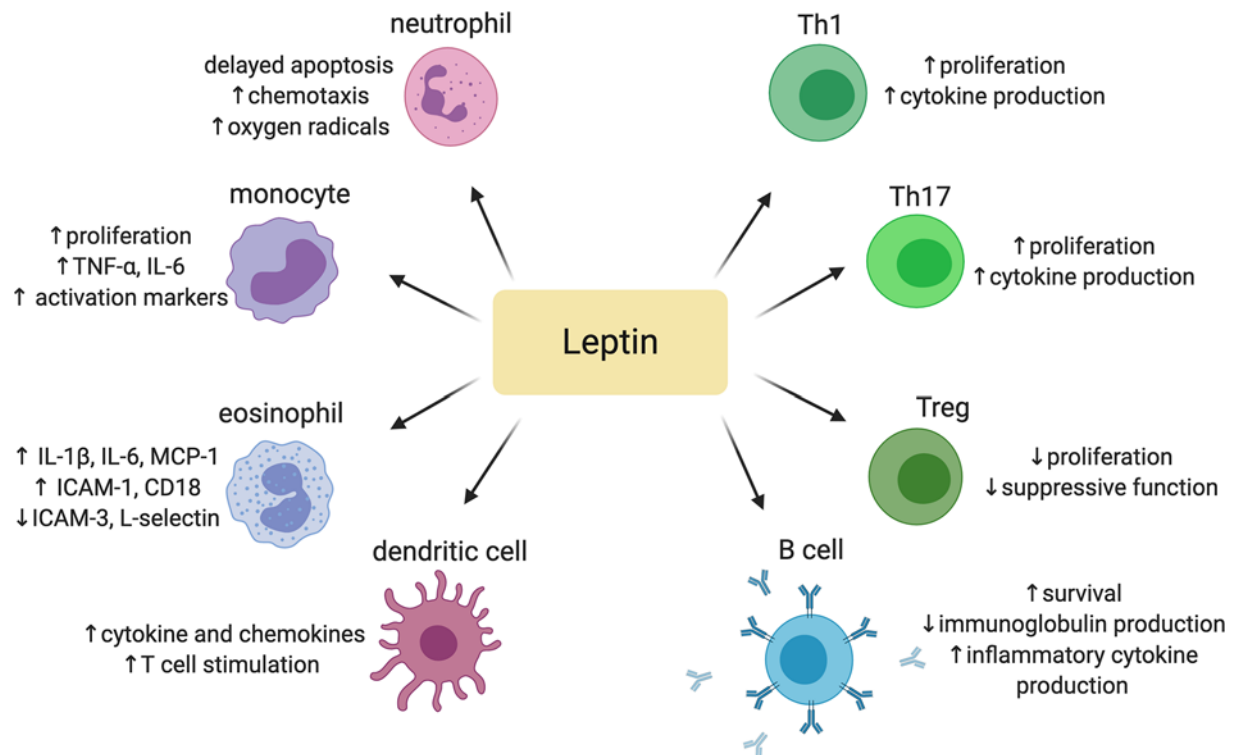 neutrophil
delayed apoptosis
↑chemotaxis
↑oxygen radicals
Th1
↑proliferation
↑cytokine production
monocyte
↑proliferation
↑TNF-α, IL-6
↑ activation markers
Th17
↑proliferation
↑cytokine production
Leptin
eosinophil
↑ IL-1β, IL-6, MCP-1
↑ ICAM-1, CD18
↓ICAM-3, L-selectin
Treg
↓proliferation
↓suppressive function
dendritic cell
↑cytokine and chemokines
↑T cell stimulation
B cell
↑survival
↓immunoglobulin production
↑inflammatory cytokine
production